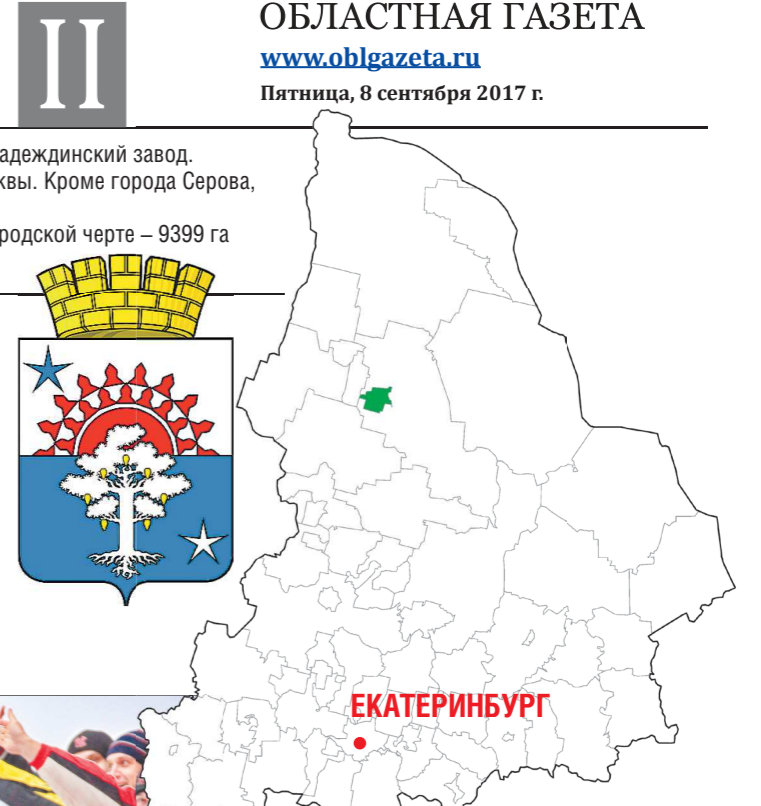 II
ОБЛАСТНАЯ ГАЗЕТА
www.oblgazeta.ru
Пятница, 8 сентября 2017 г.
адеждинский завод.
квы. Кроме города Серова,
родской черте – 9399 га
ЕКАТЕРИНБУРГ